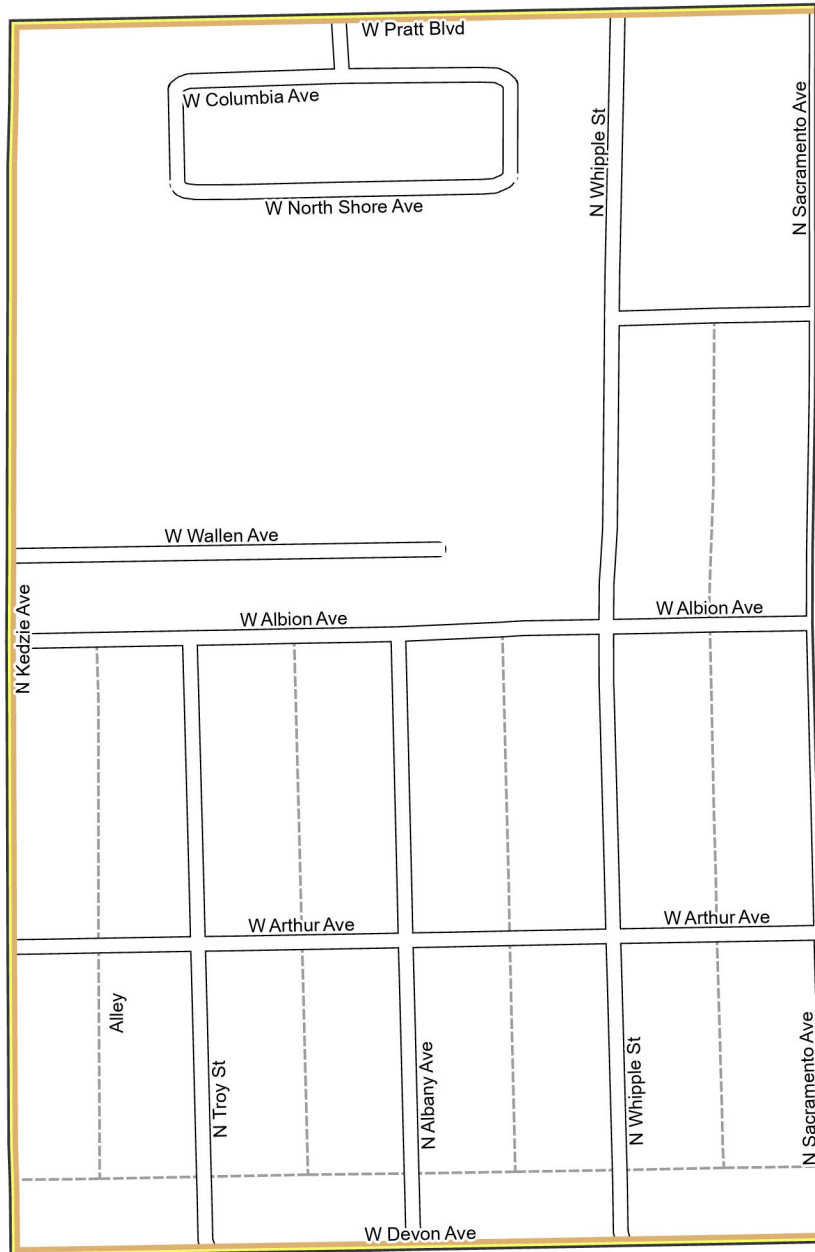 W Pratt Blvd
W Columbia Ave
N Whipple St
N Sacramento Ave
W North Shore Ave
W Wallen Ave
N Kedzie Ave
W Albion Ave
W Albion Ave
W Arthur Ave
W Arthur Ave
Alley
N Troy St
N Albany Ave
N Whipple St
N Sacramento Ave
W Devon Ave